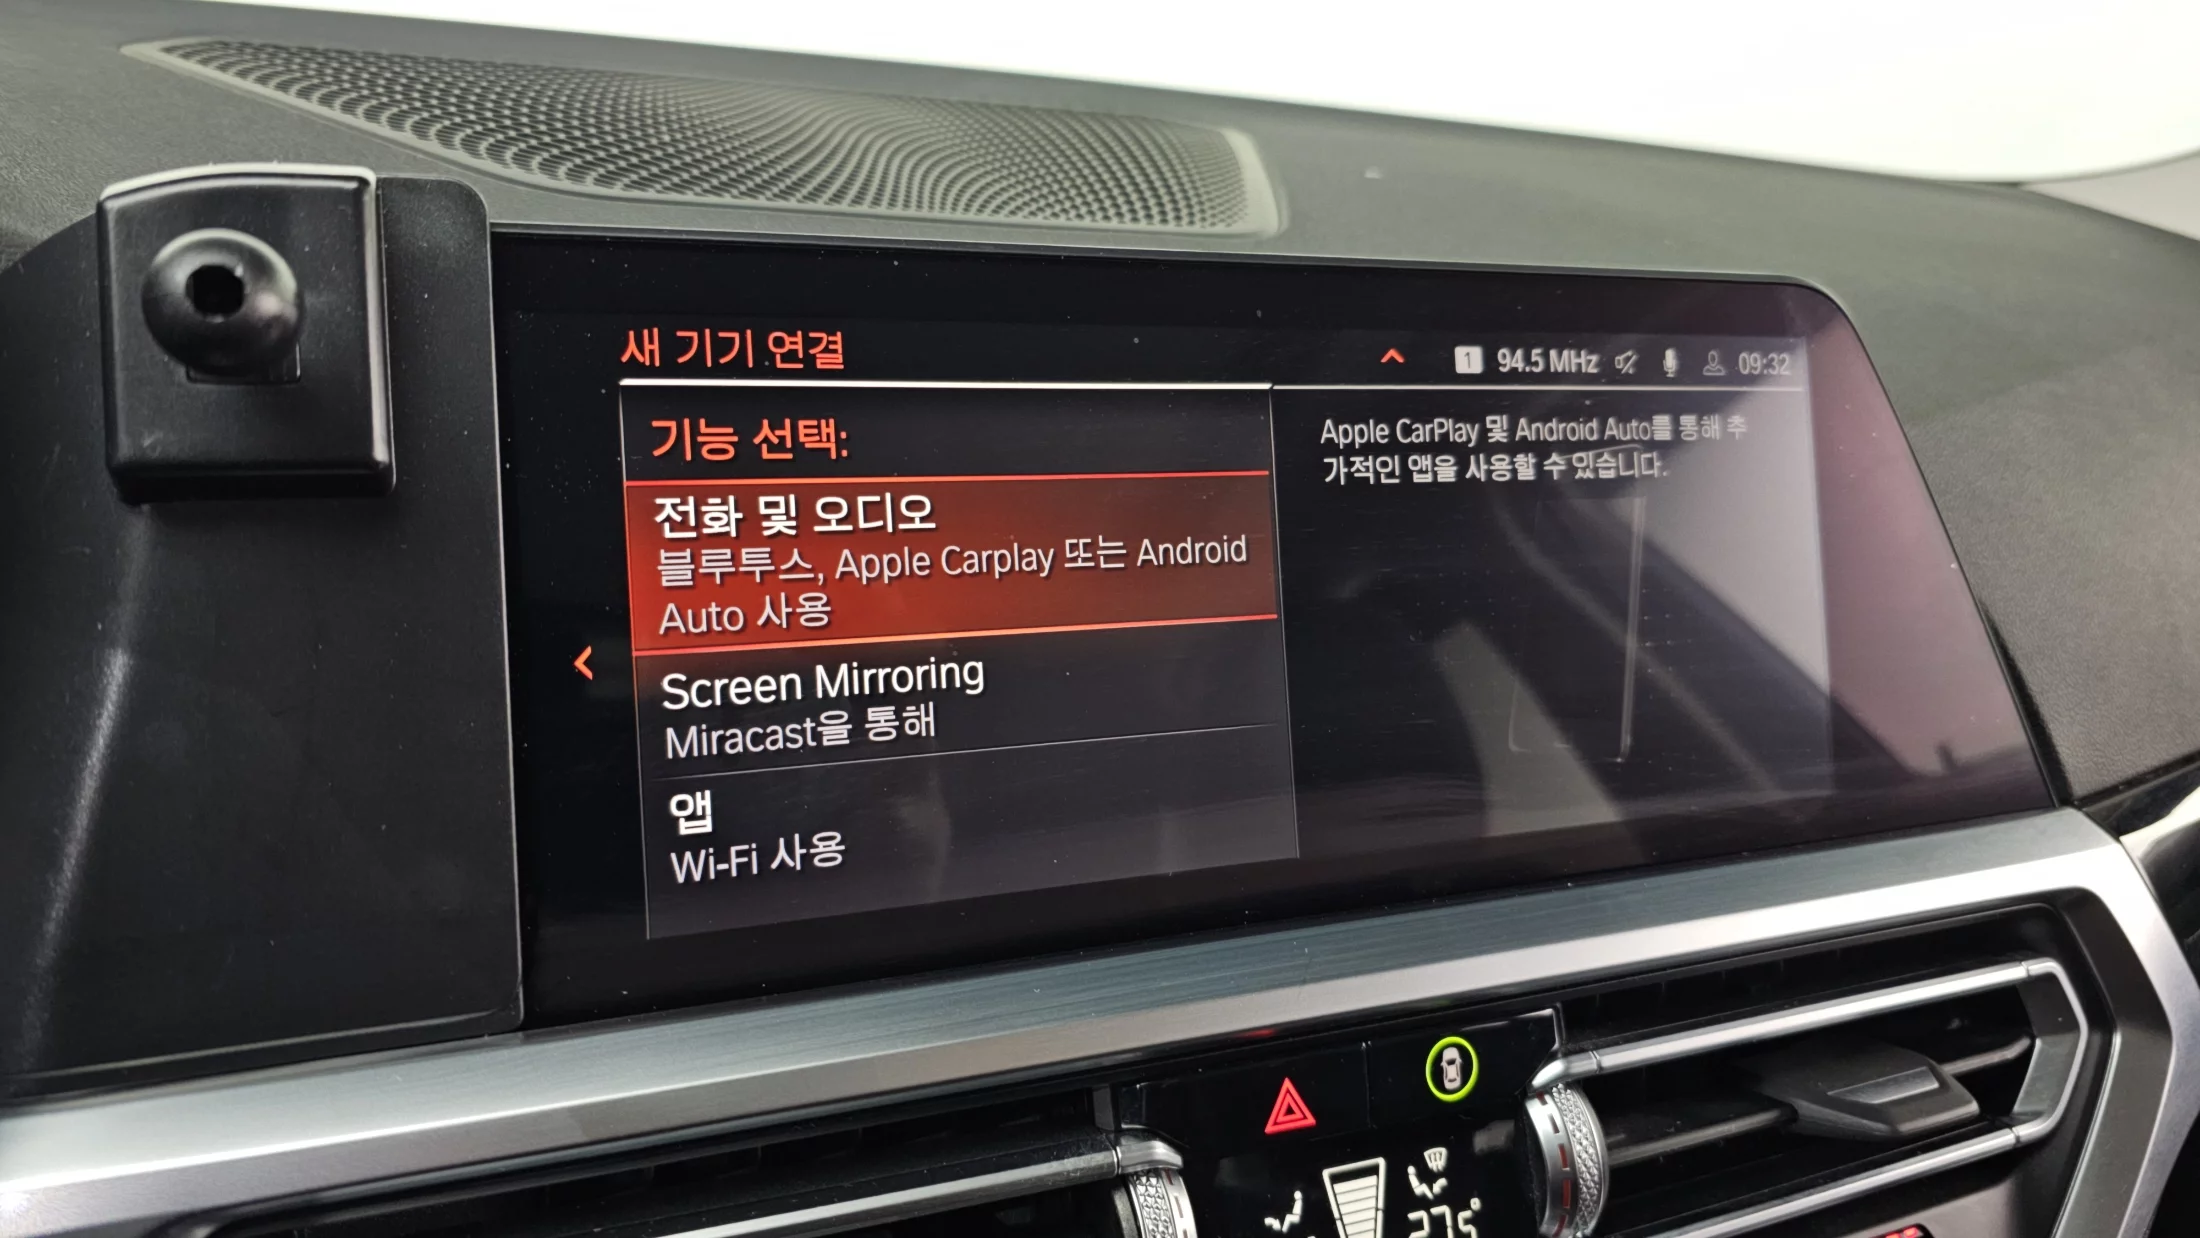 새 기기 연결
1 94.5 MHz 09:32
기능 선택:
전화 및 오디오
블루투스, Apple Carplay 또는 Android
Auto 사용
Screen Mirroring
Miracast을 통해
앱
Wi-Fi 사용
Apple CarPlay 및 Android Auto를 통해 추
가적인 앱을 사용할 수 있습니다.
27.5°